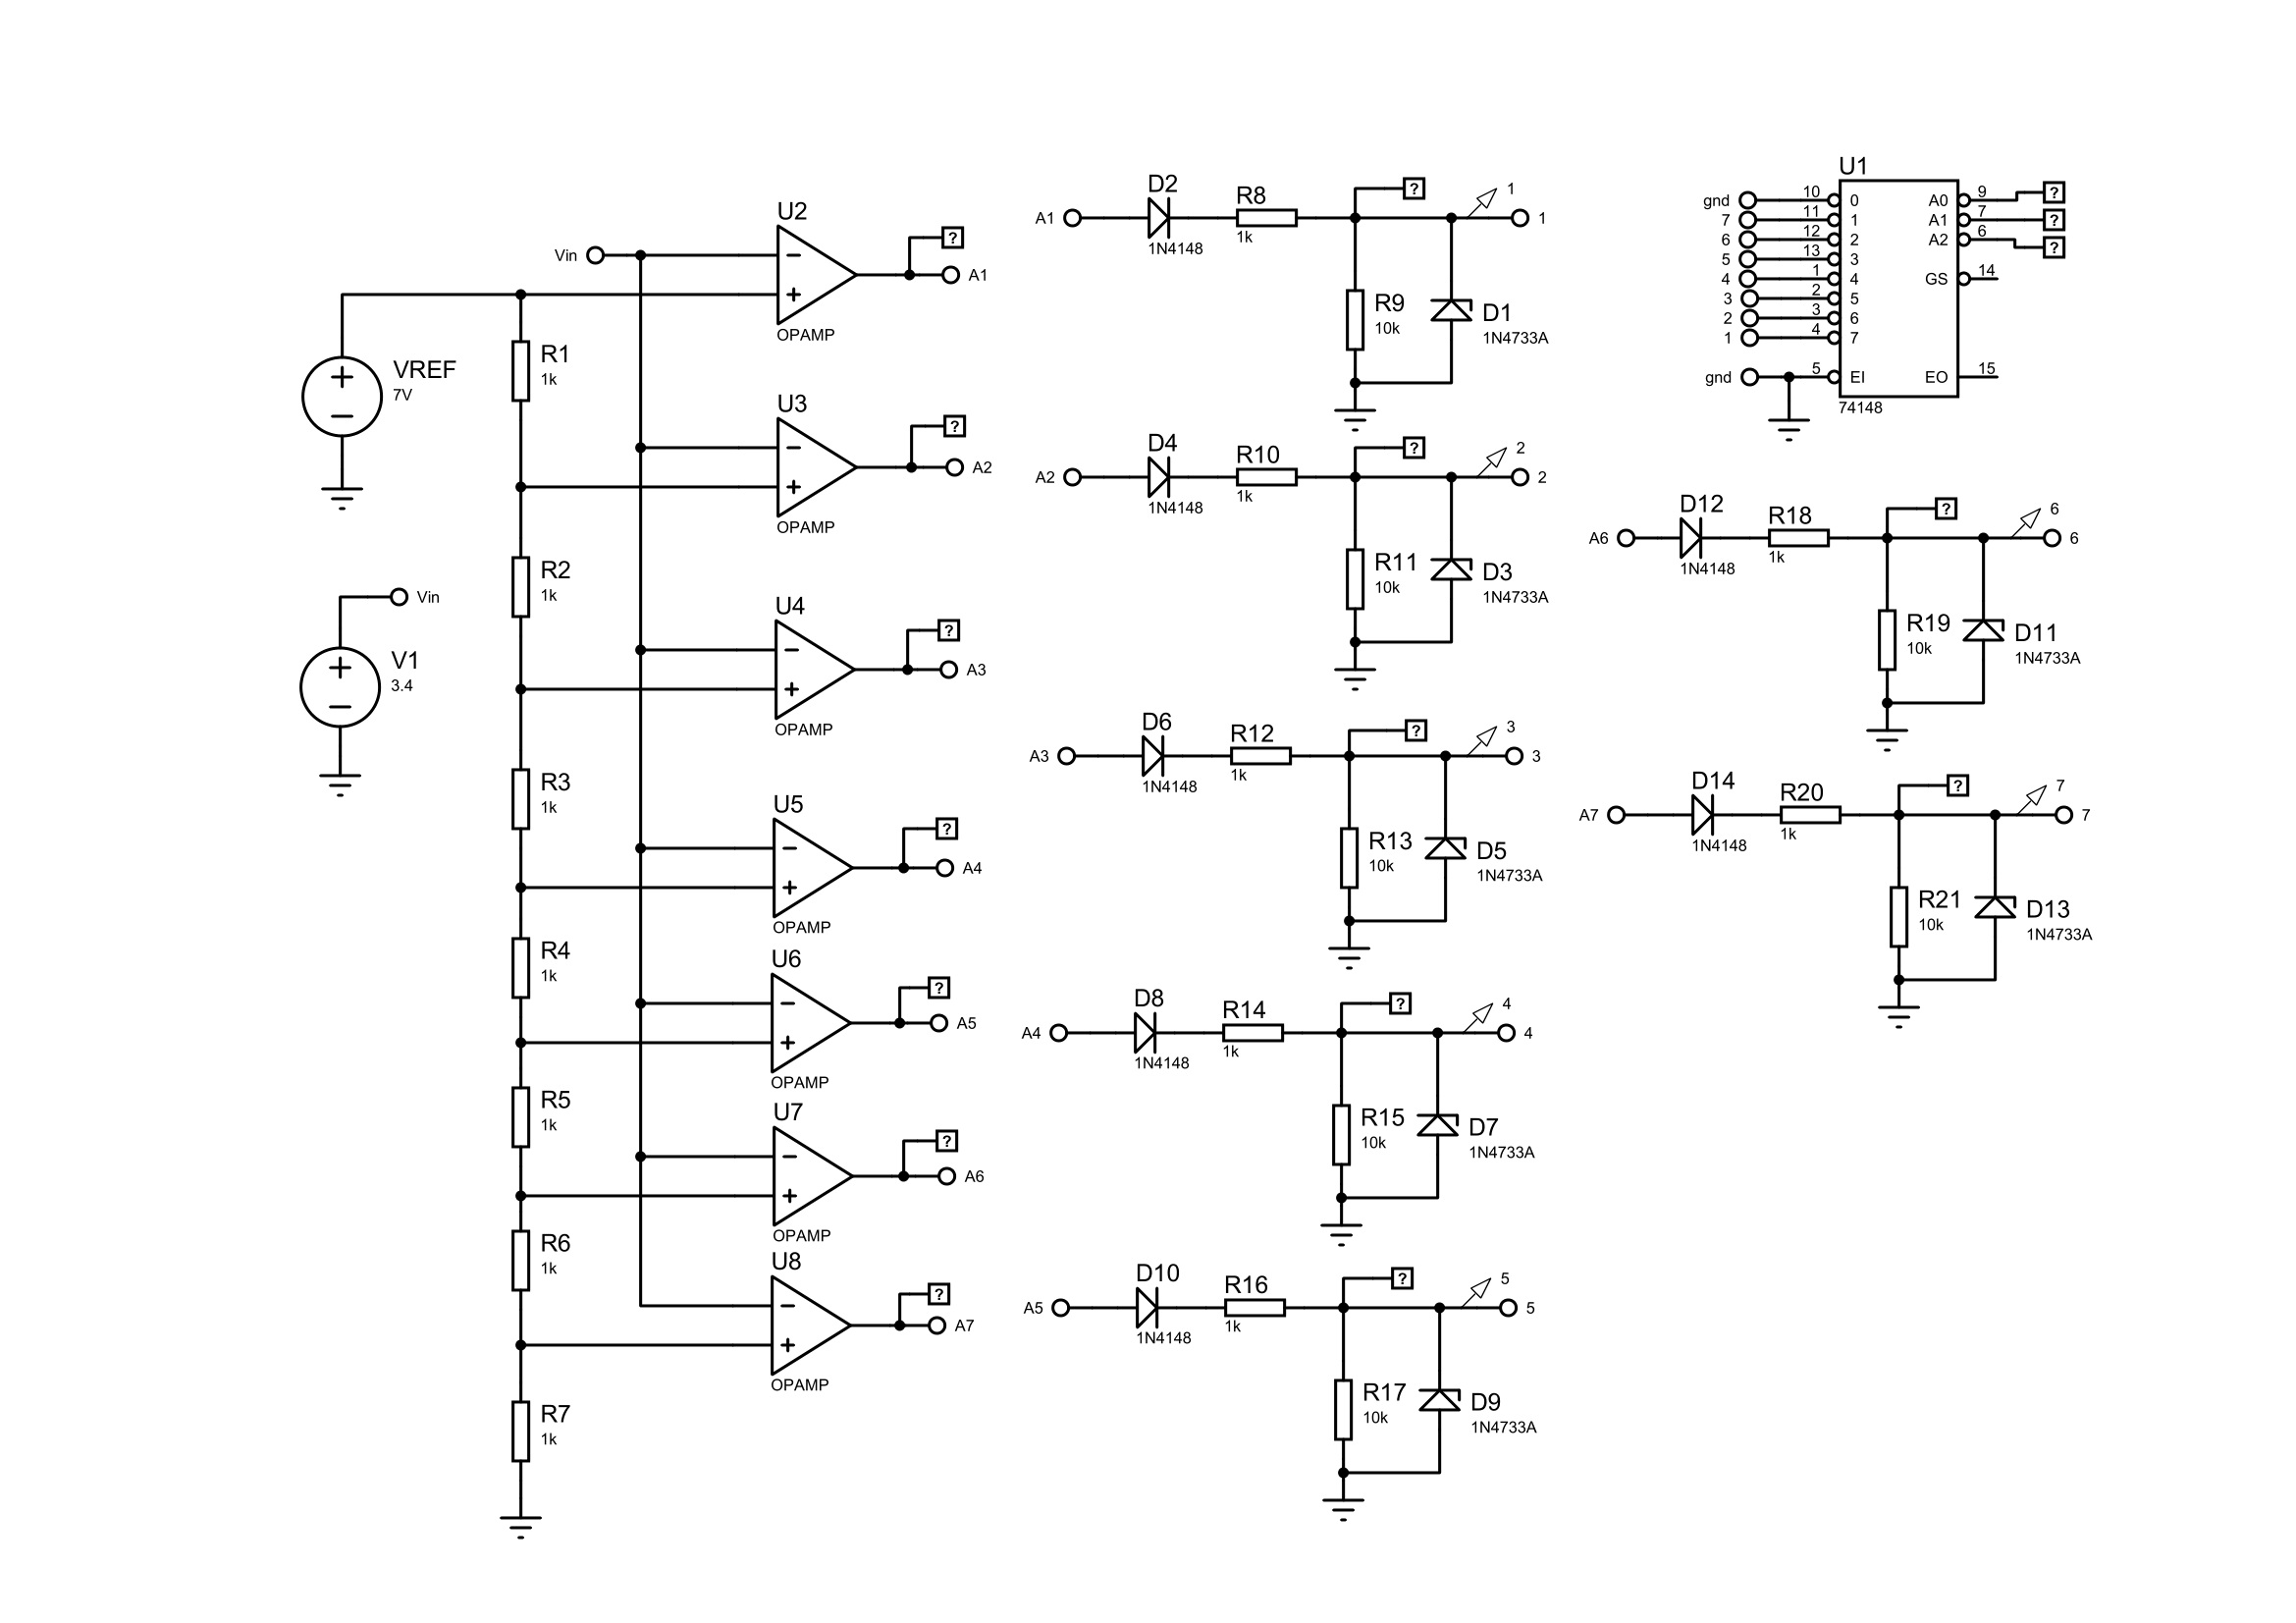 VREF
7V
V1
3.4
Vin
Vin
R1
1k
R2
1k
R3
1k
R4
1k
R5
1k
R6
1k
R7
1k
U2
− +
OPAMP
?
A1
U3
− +
OPAMP
?
A2
U4
− +
OPAMP
?
A3
U5
− +
OPAMP
?
A4
U6
− +
OPAMP
?
A5
U7
− +
OPAMP
?
A6
U8
− +
OPAMP
?
A7
A1
D2
1N4148
R8
1k
?
1
1
R9
10k
D1
1N4733A
A2
D4
1N4148
R10
1k
?
2
2
R11
10k
D3
1N4733A
A3
D6
1N4148
R12
1k
?
3
3
R13
10k
D5
1N4733A
A4
D8
1N4148
R14
1k
?
4
4
R15
10k
D7
1N4733A
A5
D10
1N4148
R16
1k
?
5
5
R17
10k
D9
1N4733A
U1
gnd 10 0 A0 9 ?
7 11 1 A1 7 ?
6 12 2 A2 6 ?
5 13 3
4 1 4 GS 14
3 2 5
2 3 6
1 4 7
gnd 5 EI EO 15
74148
A6
D12
1N4148
R18
1k
?
6
6
R19
10k
D11
1N4733A
A7
D14
1N4148
R20
1k
?
7
7
R21
10k
D13
1N4733A